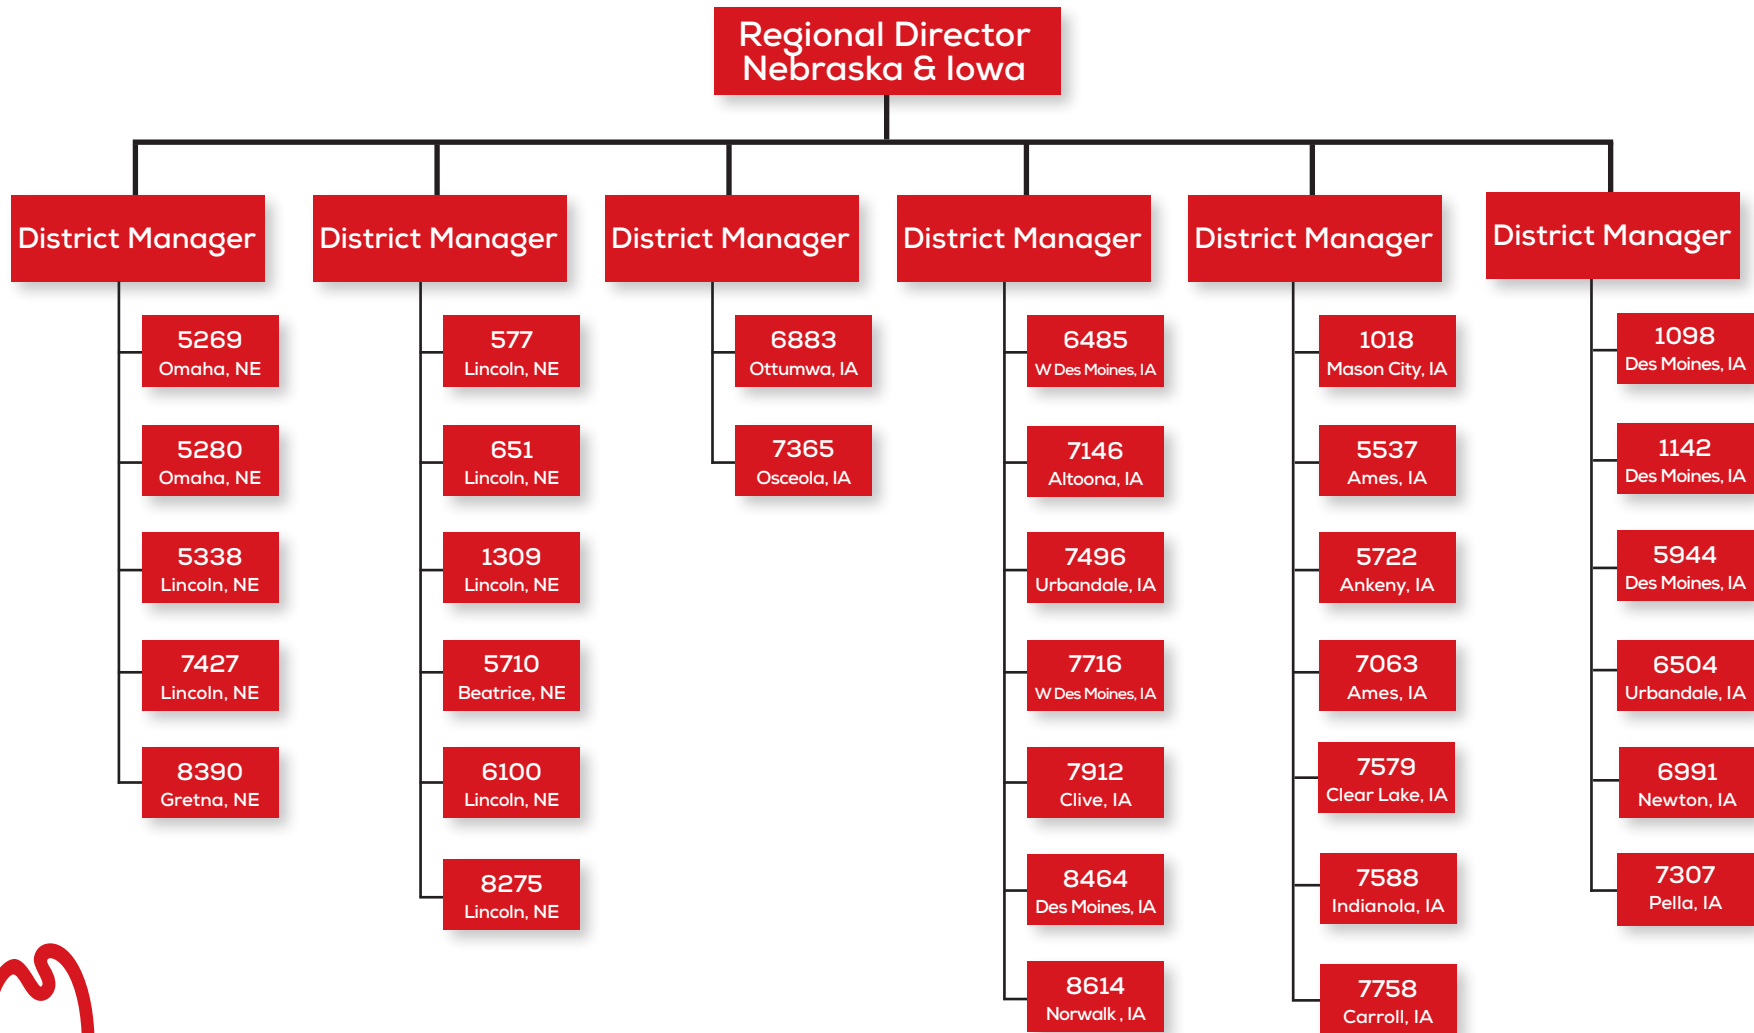 Regional Director
Nebraska & Iowa
District Manager
5269
Omaha, NE
5280
Omaha, NE
5338
Lincoln, NE
7427
Lincoln, NE
8390
Gretna, NE
District Manager
577
Lincoln, NE
651
Lincoln, NE
1309
Lincoln, NE
5710
Beatrice, NE
6100
Lincoln, NE
8275
Lincoln, NE
District Manager
6883
Ottumwa, IA
7365
Osceola, IA
District Manager
6485
W Des Moines, IA
7146
Altoona, IA
7496
Urbandale, IA
7716
W Des Moines, IA
7912
Clive, IA
8464
Des Moines, IA
8614
Norwalk , IA
District Manager
1018
Mason City, IA
5537
Ames, IA
5722
Ankeny, IA
7063
Ames, IA
7579
Clear Lake, IA
7588
Indianola, IA
7758
Carroll, IA
District Manager
1098
Des Moines, IA
1142
Des Moines, IA
5944
Des Moines, IA
6504
Urbandale, IA
6991
Newton, IA
7307
Pella, IA